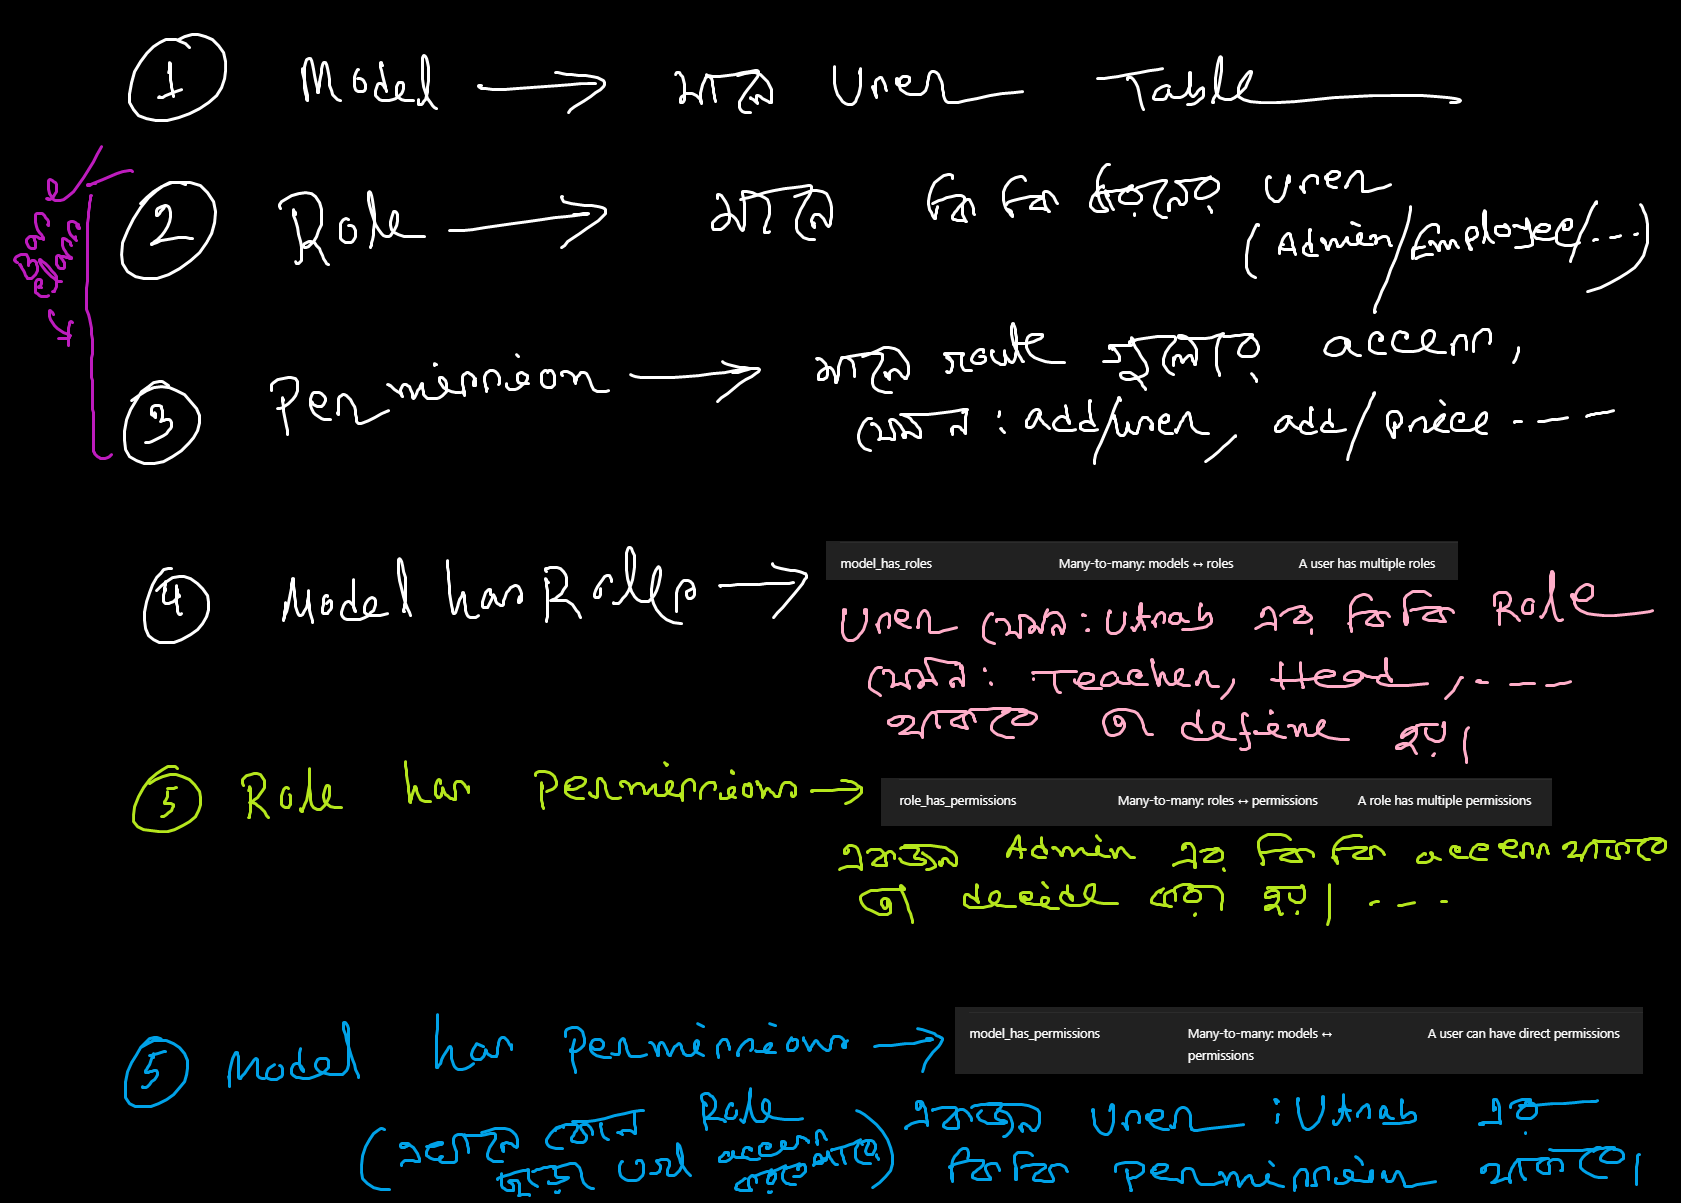 1 Model → মানে User Table
2 Role → মানে কি কি ধরনের User
(Admin/Employee/...)
Base class
3 Permission → মানে route গুলোর access,
যেমন : add/user, add/price ----
4 Model has Roles →
model_has_roles Many-to-many: models ↔ roles A user has multiple roles
User যেমন : Utnab এর কি কি Role
যেমন : Teacher, Head, ----
থাকবে তা define হয়।
5 Role has permissions →
role_has_permissions Many-to-many: roles ↔ permissions A role has multiple permissions
একজন Admin এর কি কি access থাকবে
তা decide করা হয়। ---
5 Model has permissions →
model_has_permissions Many-to-many: models ↔ permissions A user can have direct permissions
(এখানে কোনো Role
ছাড়া url access
করতে পারে)
একজন User : Utnab এর
কি কি permission থাকবে।